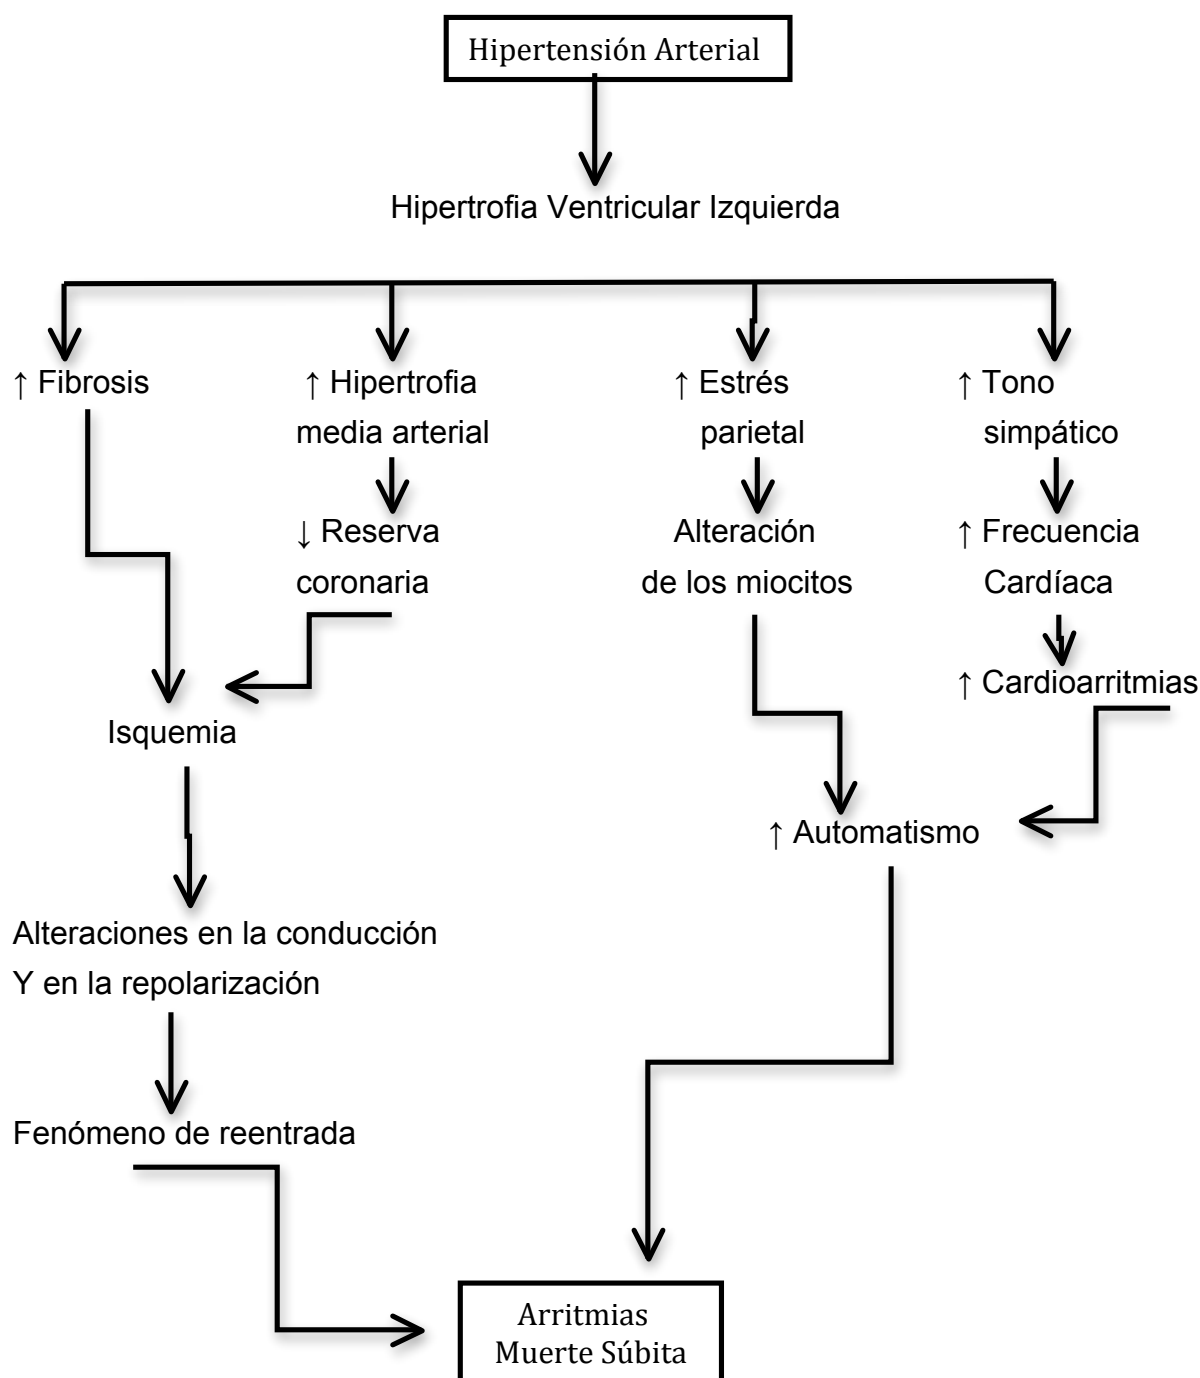 Hipertensión Arterial
Hipertrofia Ventricular Izquierda
↑ Fibrosis
↑ Hipertrofia
media arterial
↓ Reserva
coronaria
↑ Estrés
parietal
Alteración
de los miocitos
↑ Tono
simpático
↑ Frecuencia
Cardíaca
↑ Cardioarritmias
Isquemia
↑ Automatismo
Alteraciones en la conducción
Y en la repolarización
Fenómeno de reentrada
Arritmias
Muerte Súbita